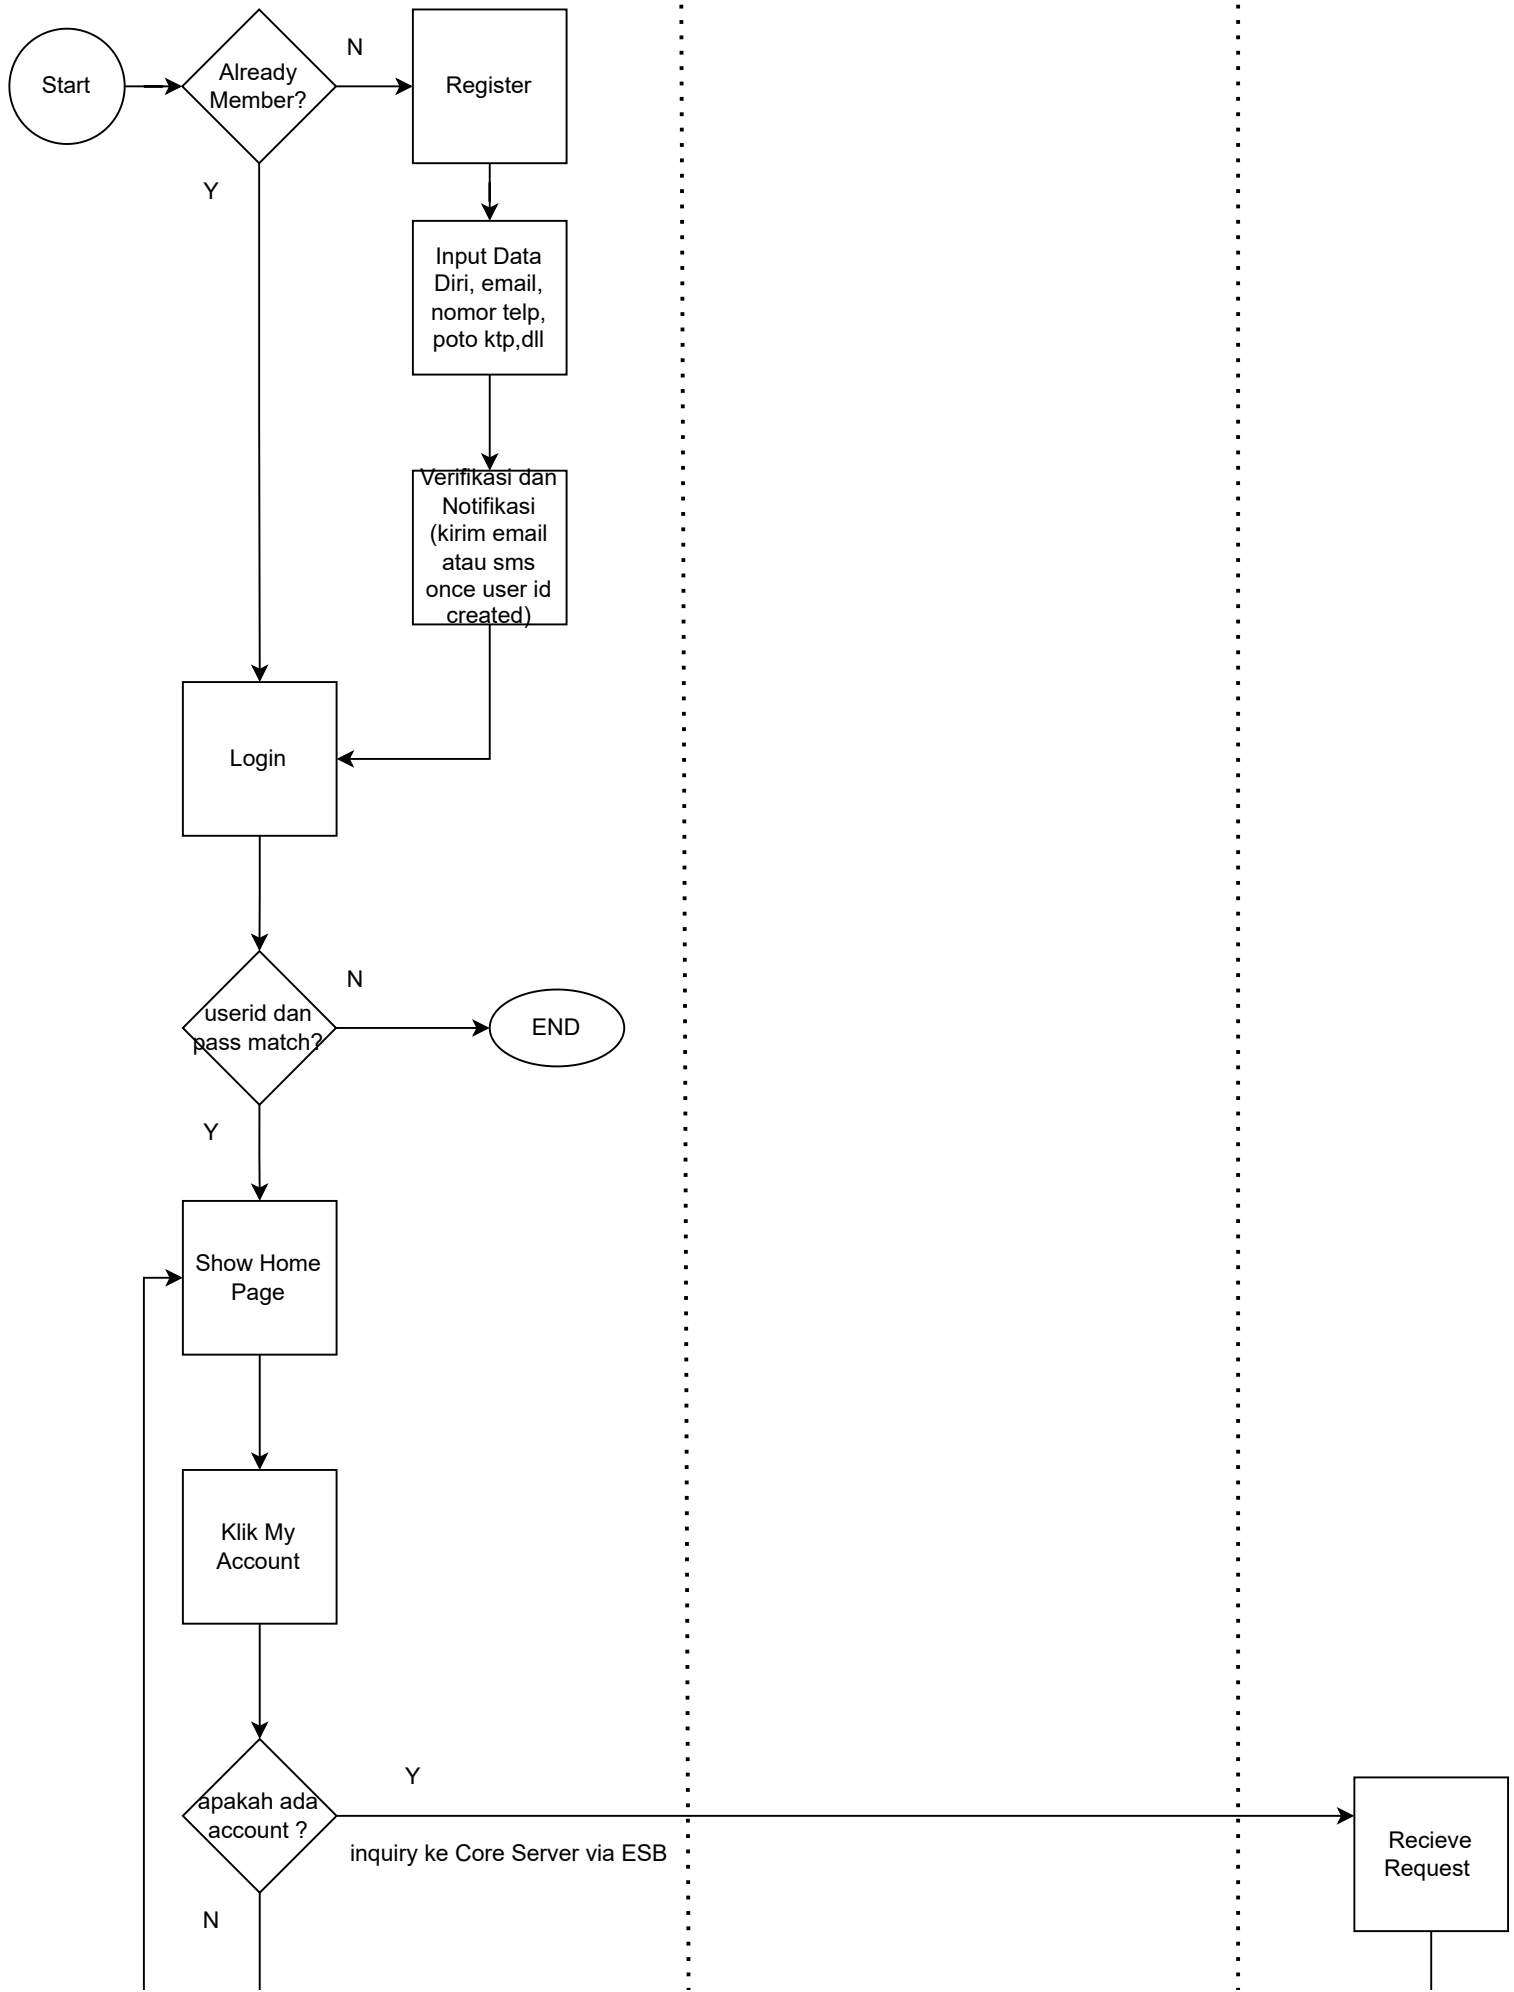 Start
Already
Member?
N
Register
Y
Input Data
Diri, email,
nomor telp,
poto ktp,dll
Verifikasi dan
Notifikasi
(kirim email
atau sms
once user id
created)
Login
userid dan
pass match?
N
END
Y
Show Home
Page
Klik My
Account
apakah ada
account ?
Y
inquiry ke Core Server via ESB
Recieve
Request
N